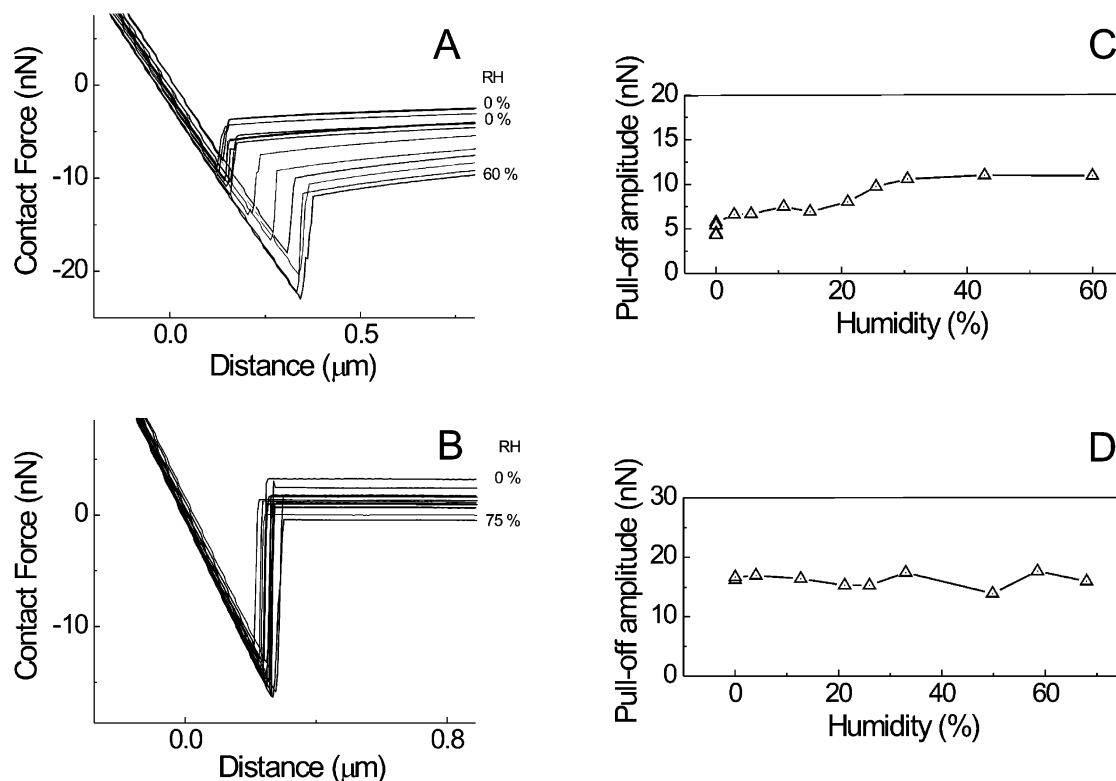 A
Contact Force (nN)
0
-10
-20
RH
0 %
0 %
60 %
0.0
0.5
Distance (μm)
C
Pull-off amplitude (nN)
20
15
10
5
0
0
20
40
60
Humidity (%)
B
Contact Force (nN)
0
-10
RH
0 %
75 %
0.0
0.8
Distance (μm)
D
Pull-off amplitude (nN)
30
20
10
0
0
20
40
60
Humidity (%)